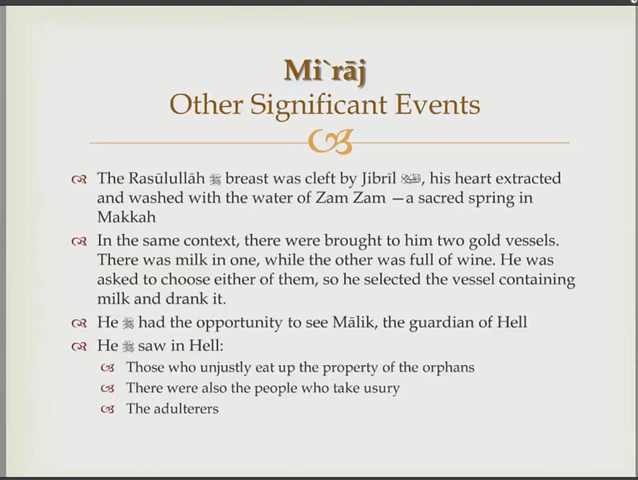 Mi`rāj
Other Significant Events
The Rasūlullāh ﷺ breast was cleft by Jibrīl, his heart extracted
and washed with the water of Zam Zam —a sacred spring in
Makkah
In the same context, there were brought to him two gold vessels.
There was milk in one, while the other was full of wine. He was
asked to choose either of them, so he selected the vessel containing
milk and drank it.
He ﷺ had the opportunity to see Mālik, the guardian of Hell
He ﷺ saw in Hell:
Those who unjustly eat up the property of the orphans
There were also the people who take usury
The adulterers